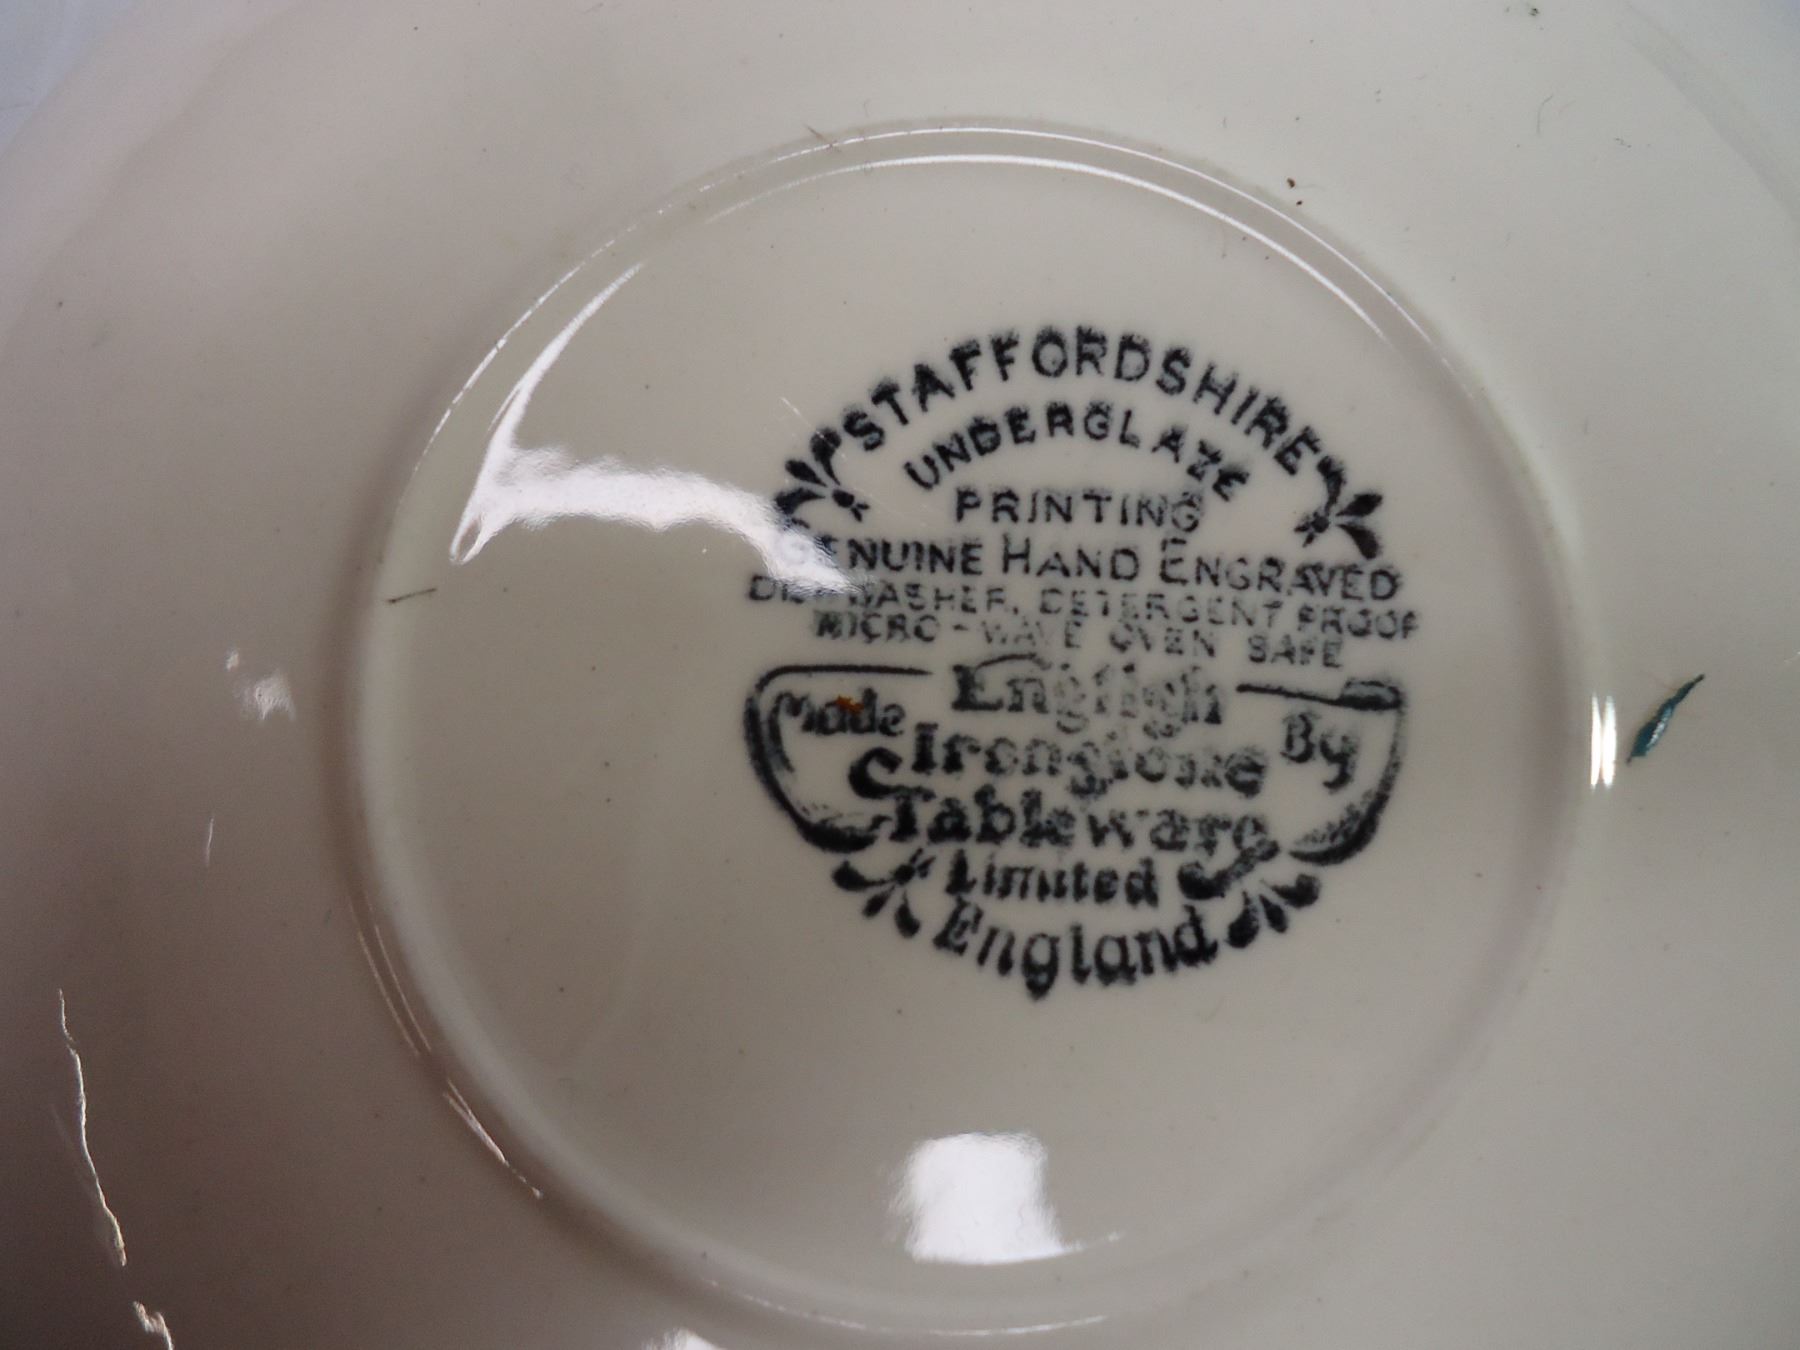 STAFFORDSHIRE
UNDERGLAZE
PRINTING
GENUINE HAND ENGRAVED
DISHWASHER, DETERGENT PROOF
MICRO-WAVE OVEN SAFE
Made English By
Ironstone
Tableware
Limited
England